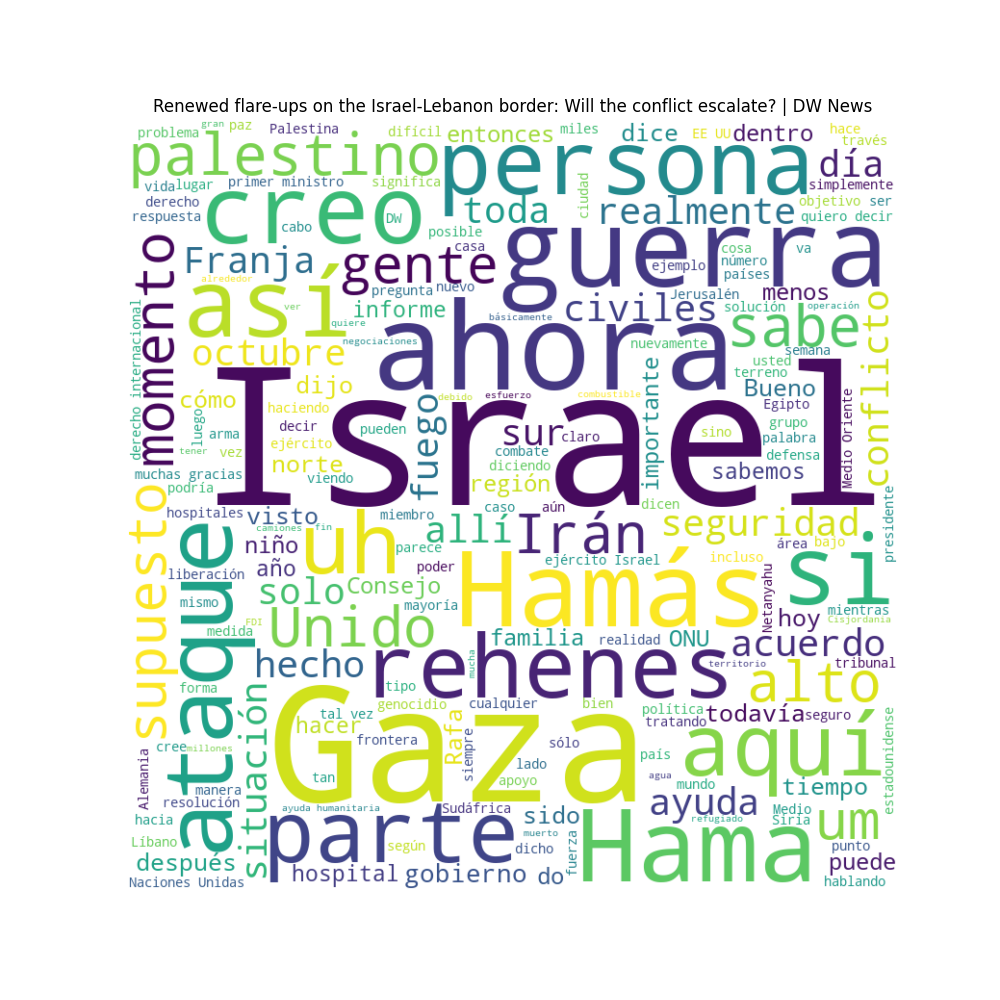 Renewed flare-ups on the Israel-Lebanon border: Will the conflict escalate? | DW News
problema
gran
paz
Palestina
difícil
entonces
miles
dice
EE UU
dentro
hace
través
palestino
persona
día
vida
lugar
primer ministro
significa
simplemente
derecho
creo
DW
toda
ciudad
realmente
objetivo
ser
respuesta
cabo
posible
quiero decir
momento
Franja
gente
casa
guerra
ejemplo
cosa
número
países
va
alrededor
pregunta
nuevo
Jerusalén
menos
así
ver
informe
básicamente
civiles
solución
operación
sabe
quiere
negociaciones
ahora
nuevamente
derecho internacional
octubre
semana
conflicto
usted
terreno
cómo
dijo
importante
Bueno
Israel
haciendo
debido
esfuerzo
combustible
Egipto
luego
arma
decir
pueden
fuego
sur
claro
sino
grupo
palabra
Medio Oriente
tener
vez
ejército
combate
defensa
muchas gracias
norte
viendo
diciendo
región
sabemos
podría
caso
aún
dicen
presidente
hospitales
visto
miembro
supuesto
ataque
camiones
fin
uh
allí
Irán
seguridad
niño
parece
área
bajo
si
liberación
año
poder
ejército Israel
incluso
mismo
solo
Consejo
mayoría
Hamás
Netanyahu
mientras
Cisjordania
medida
FDI
Unido
familia
realidad
ONU
hoy
acuerdo
hecho
mucha
rehenes
territorio
tribunal
forma
situación
tipo
alto
genocidio
cualquier
bien
política
tratando
todavía
seguro
tal vez
hacer
Gaza
Rafa
siempre
estadounidense
cree
millones
frontera
sólo
país
aquí
Alemania
manera
tan
lado
apoyo
agua
mundo
tiempo
resolución
ayuda humanitaria
Sudáfrica
sido
ayuda
Medio
Siria
hacia
parte
muerto
Hama
refugiado
um
Líbano
según
dicho
fuerza
punto
después
hospital
gobierno
do
puede
Naciones Unidas
hablando